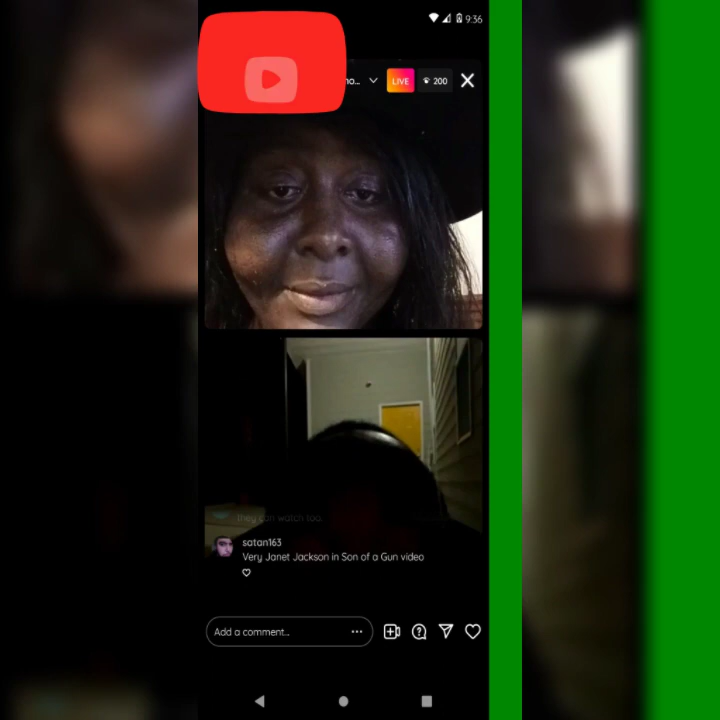 9:36
no...
LIVE
200
they can watch too.
satan163
Very Janet Jackson in Son of a Gun video
♡
Add a comment...